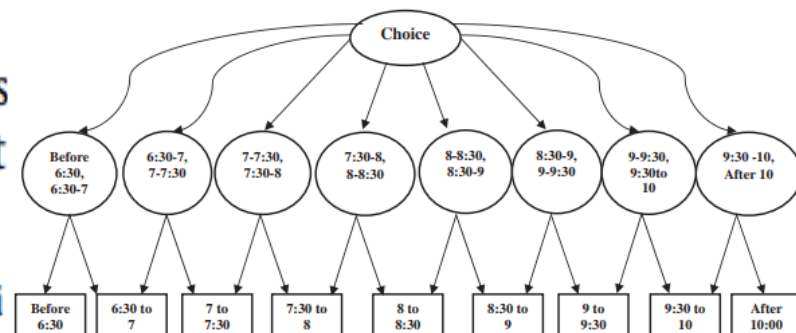 Choice
s
t
Before
6:30,
6:30-7
6:30-7,
7-7:30
7-7:30,
7:30-8
7:30-8,
8-8:30
8-8:30,
8:30-9
8:30-9,
9-9:30
9-9:30,
9:30to
10
9:30 -10,
After 10
i
Before
6:30
6:30 to
7
7 to
7:30
7:30 to
8
8 to
8:30
8:30 to
9
9 to
9:30
9:30 to
10
After
10:00